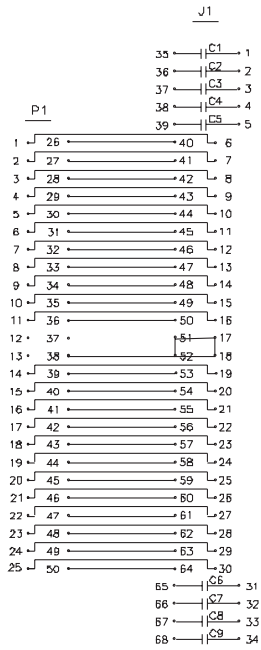 J1
35 C1 1
36 C2 2
37 C3 3
P1
38 C4 4
39 C5 5
1 26 40 6
2 27 41 7
3 28 42 8
4 29 43 9
5 30 44 10
6 31 45 11
7 32 46 12
8 33 47 13
9 34 48 14
10 35 49 15
11 36 50 16
12 37 51 17
13 38 52 18
14 39 53 19
15 40 54 20
16 41 55 21
17 42 56 22
18 43 57 23
19 44 58 24
20 45 59 25
21 46 60 26
22 47 61 27
23 48 62 28
24 49 63 29
25 50 64 30
65 C6 31
66 C7 32
67 C8 33
68 C9 34